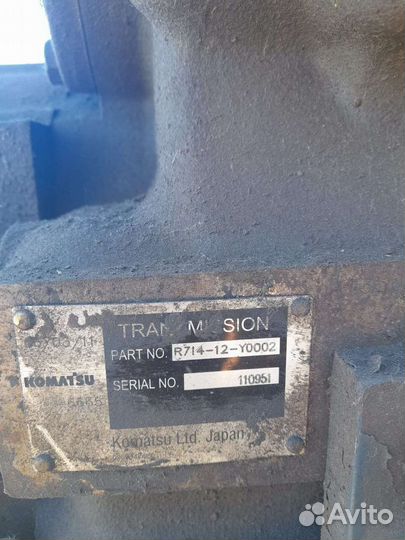 TRANSMISSION
PART NO. R714-12-Y0002
KOMATSU
SERIAL NO. 110951
Komatsu Ltd. Japan
Avito